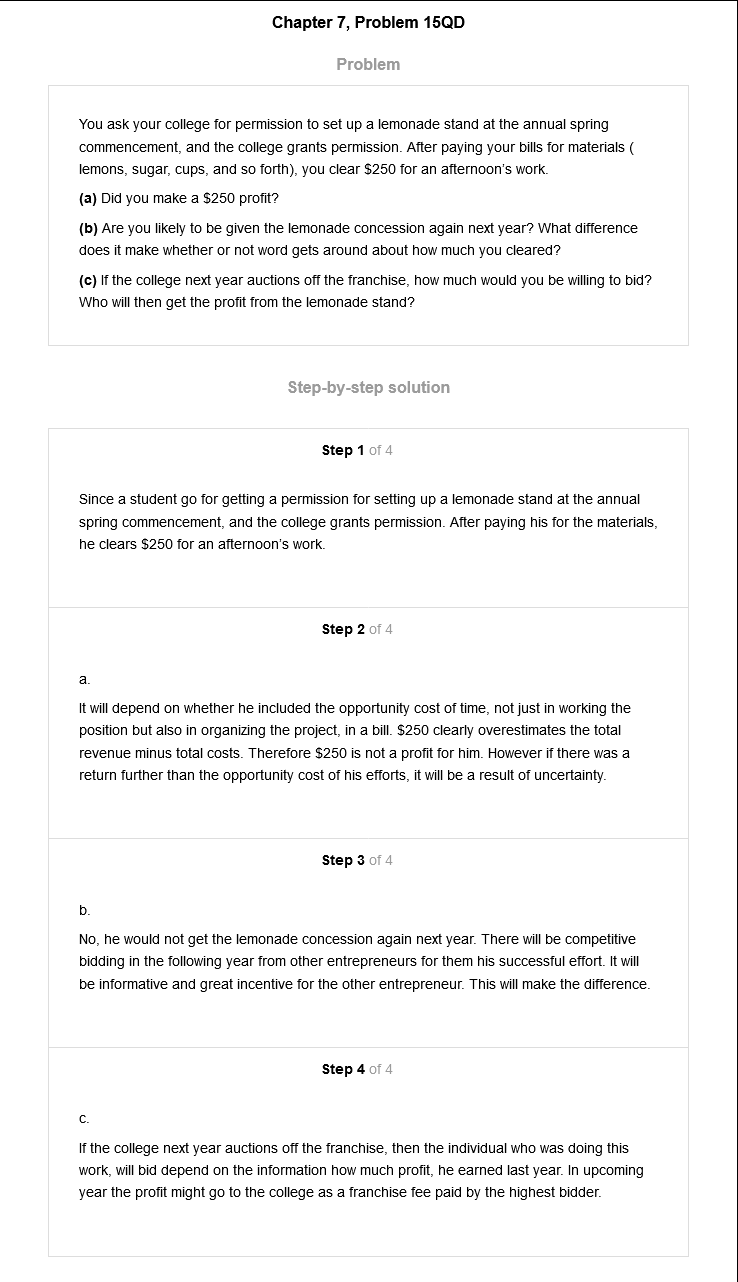 Chapter 7, Problem 15QD
Problem
You ask your college for permission to set up a lemonade stand at the annual spring
commencement, and the college grants permission. After paying your bills for materials (
lemons, sugar, cups, and so forth), you clear $250 for an afternoon's work.
(a) Did you make a $250 profit?
(b) Are you likely to be given the lemonade concession again next year? What difference
does it make whether or not word gets around about how much you cleared?
(c) If the college next year auctions off the franchise, how much would you be willing to bid?
Who will then get the profit from the lemonade stand?
Step-by-step solution
Step 1 of 4
Since a student go for getting a permission for setting up a lemonade stand at the annual
spring commencement, and the college grants permission. After paying his for the materials,
he clears $250 for an afternoon's work.
Step 2 of 4
a.
It will depend on whether he included the opportunity cost of time, not just in working the
position but also in organizing the project, in a bill. $250 clearly overestimates the total
revenue minus total costs. Therefore $250 is not a profit for him. However if there was a
return further than the opportunity cost of his efforts, it will be a result of uncertainty.
Step 3 of 4
b.
No, he would not get the lemonade concession again next year. There will be competitive
bidding in the following year from other entrepreneurs for them his successful effort. It will
be informative and great incentive for the other entrepreneur. This will make the difference.
Step 4 of 4
c.
If the college next year auctions off the franchise, then the individual who was doing this
work, will bid depend on the information how much profit, he earned last year. In upcoming
year the profit might go to the college as a franchise fee paid by the highest bidder.